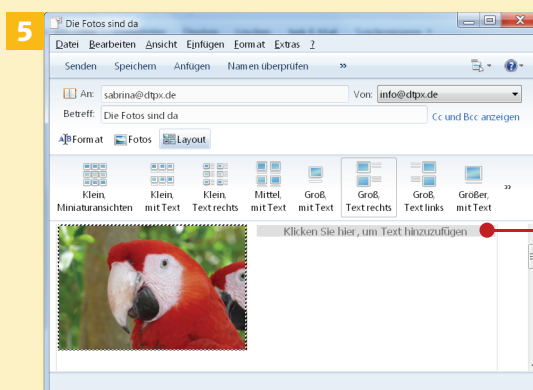 5
Die Fotos sind da
Datei Bearbeiten Ansicht Einfügen Format Extras ?
Senden Speichern Anfügen Namen überprüfen »
An: sabrina@dtpx.de Von: info@dtpx.de
Betreff: Die Fotos sind da Cc und Bcc anzeigen
Format Fotos Layout
Klein, Klein, Klein, Mittel, Groß, Groß, Groß, Größer, »
Miniaturansichten mit Text Text rechts mit Text mit Text Text rechts Text links mit Text
Klicken Sie hier, um Text hinzuzufügen